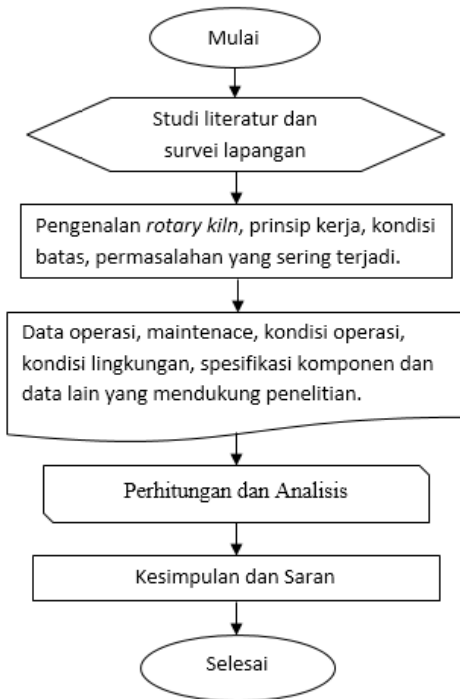 Mulai
Studi literatur dan
survei lapangan
Pengenalan rotary kiln, prinsip kerja, kondisi
batas, permasalahan yang sering terjadi.
Data operasi, maintenace, kondisi operasi,
kondisi lingkungan, spesifikasi komponen dan
data lain yang mendukung penelitian.
Perhitungan dan Analisis
Kesimpulan dan Saran
Selesai